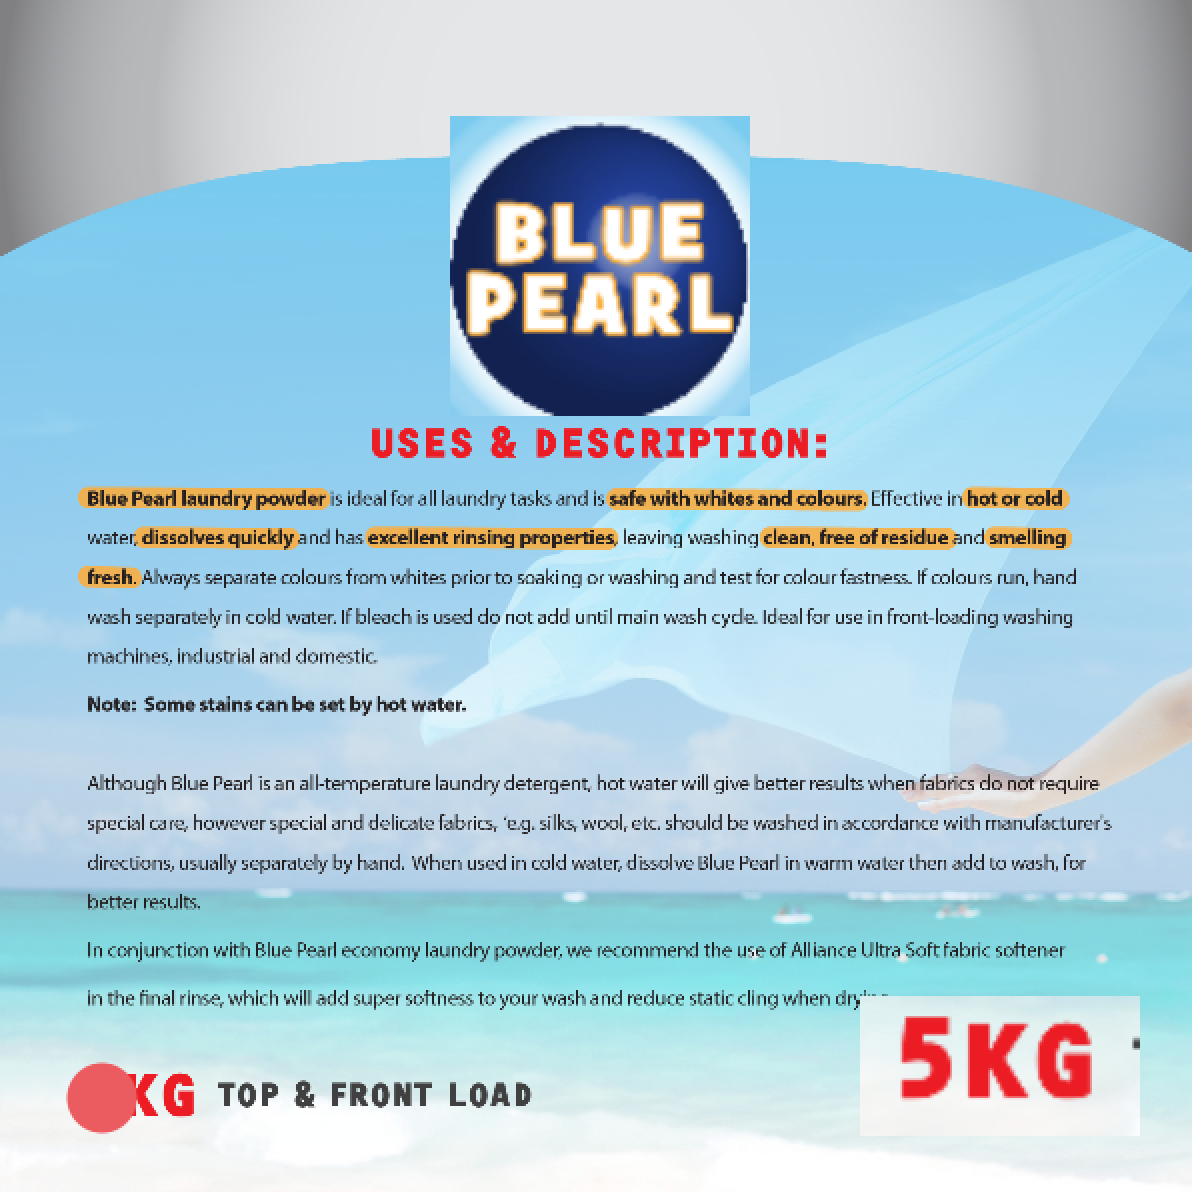 BLUE
PEARL
USES & DESCRIPTION:
Blue Pearl laundry powder is ideal for all laundry tasks and is safe with whites and colours. Effective in hot or cold
water, dissolves quickly and has excellent rinsing properties, leaving washing clean, free of residue and smelling
fresh. Always separate colours from whites prior to soaking or washing and test for colour fastness. If colours run, hand
wash separately in cold water. If bleach is used do not add until main wash cycle. Ideal for use in front-loading washing
machines, industrial and domestic.
Note: Some stains can be set by hot water.
Although Blue Pearl is an all-temperature laundry detergent, hot water will give better results when fabrics do not require
special care, however special and delicate fabrics, 'e.g. silks, wool, etc. should be washed in accordance with manufacturer's
directions, usually separately by hand. When used in cold water, dissolve Blue Pearl in warm water then add to wash, for
better results.
In conjunction with Blue Pearl economy laundry powder, we recommend the use of Alliance Ultra Soft fabric softener
in the final rinse, which will add super softness to your wash and reduce static cling when
5KG
KG TOP & FRONT LOAD